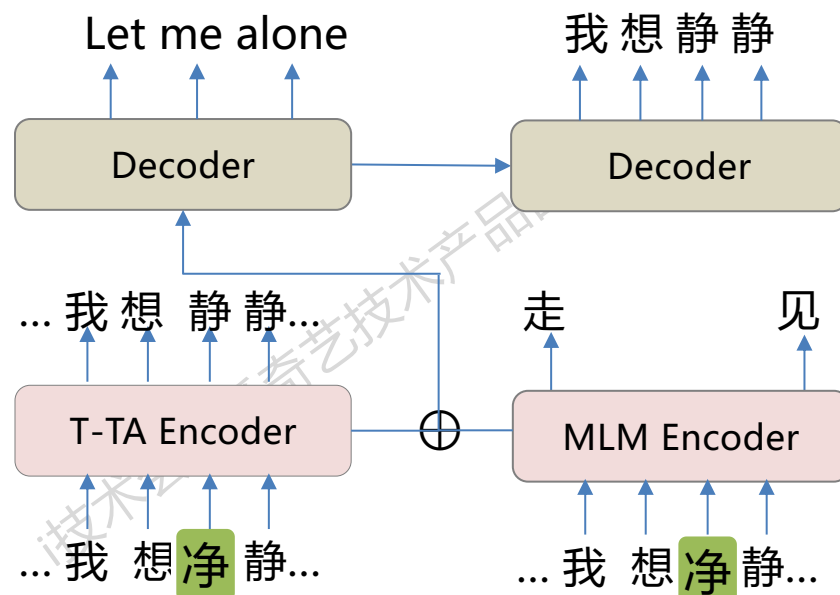 Let me alone
我 想 静 静
Decoder
Decoder
... 我 想 静 静...
走
见
T-TA Encoder
MLM Encoder
... 我 想 净 静...
... 我 想 净 静...